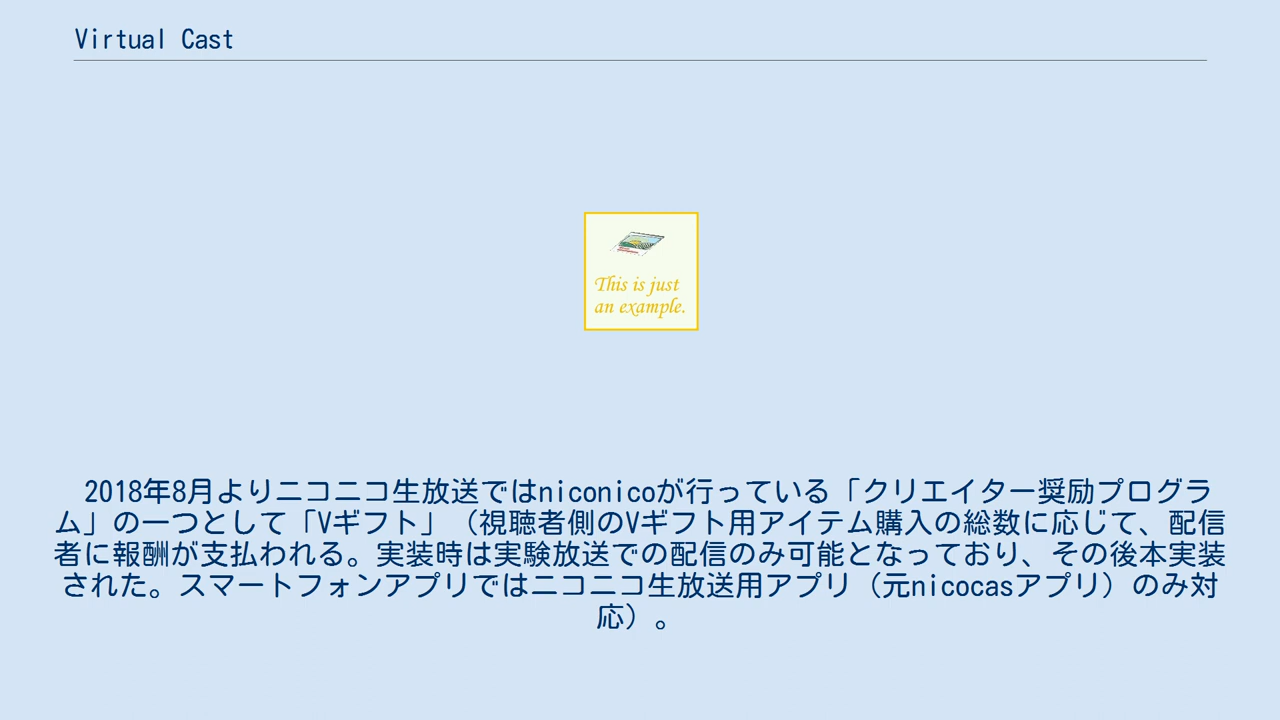 Virtual Cast
This is just
an example.
2018年8月よりニコニコ生放送ではniconicoが行っている「クリエイター奨励プログラ
ム」の一つとして「Vギフト」（視聴者側のVギフト用アイテム購入の総数に応じて、配信
者に報酬が支払われる。実装時は実験放送での配信のみ可能となっており、その後本実装
された。スマートフォンアプリではニコニコ生放送用アプリ（元nicocasアプリ）のみ対
応）。